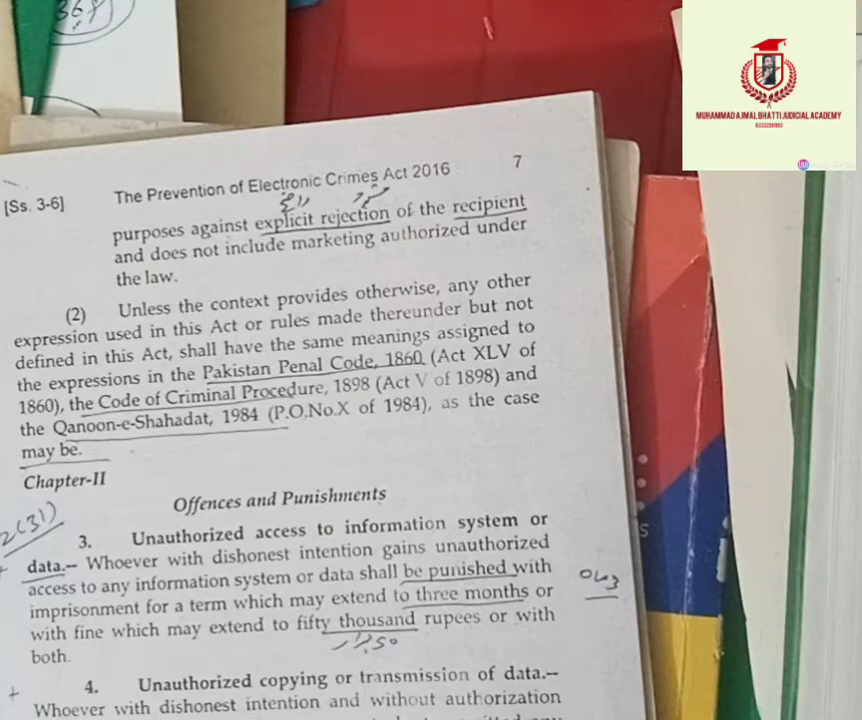 MUHAMMAD AJMAL BHATTI JUDICIAL ACADEMY
[Ss. 3-6] The Prevention of Electronic Crimes Act 2016 7
purposes against explicit rejection of the recipient
and does not include marketing authorized under
the law.
(2) Unless the context provides otherwise, any other
expression used in this Act or rules made thereunder but not
defined in this Act, shall have the same meanings assigned to
the expressions in the Pakistan Penal Code, 1860 (Act XLV of
1860), the Code of Criminal Procedure, 1898 (Act V of 1898) and
the Qanoon-e-Shahadat, 1984 (P.O.No.X of 1984), as the case
may be.
Chapter-II
Offences and Punishments
2(31)
3. Unauthorized access to information system or
data.-- Whoever with dishonest intention gains unauthorized
access to any information system or data shall be punished with
imprisonment for a term which may extend to three months or
with fine which may extend to fifty thousand rupees or with
both.
4. Unauthorized copying or transmission of data.--
Whoever with dishonest intention and without authorization